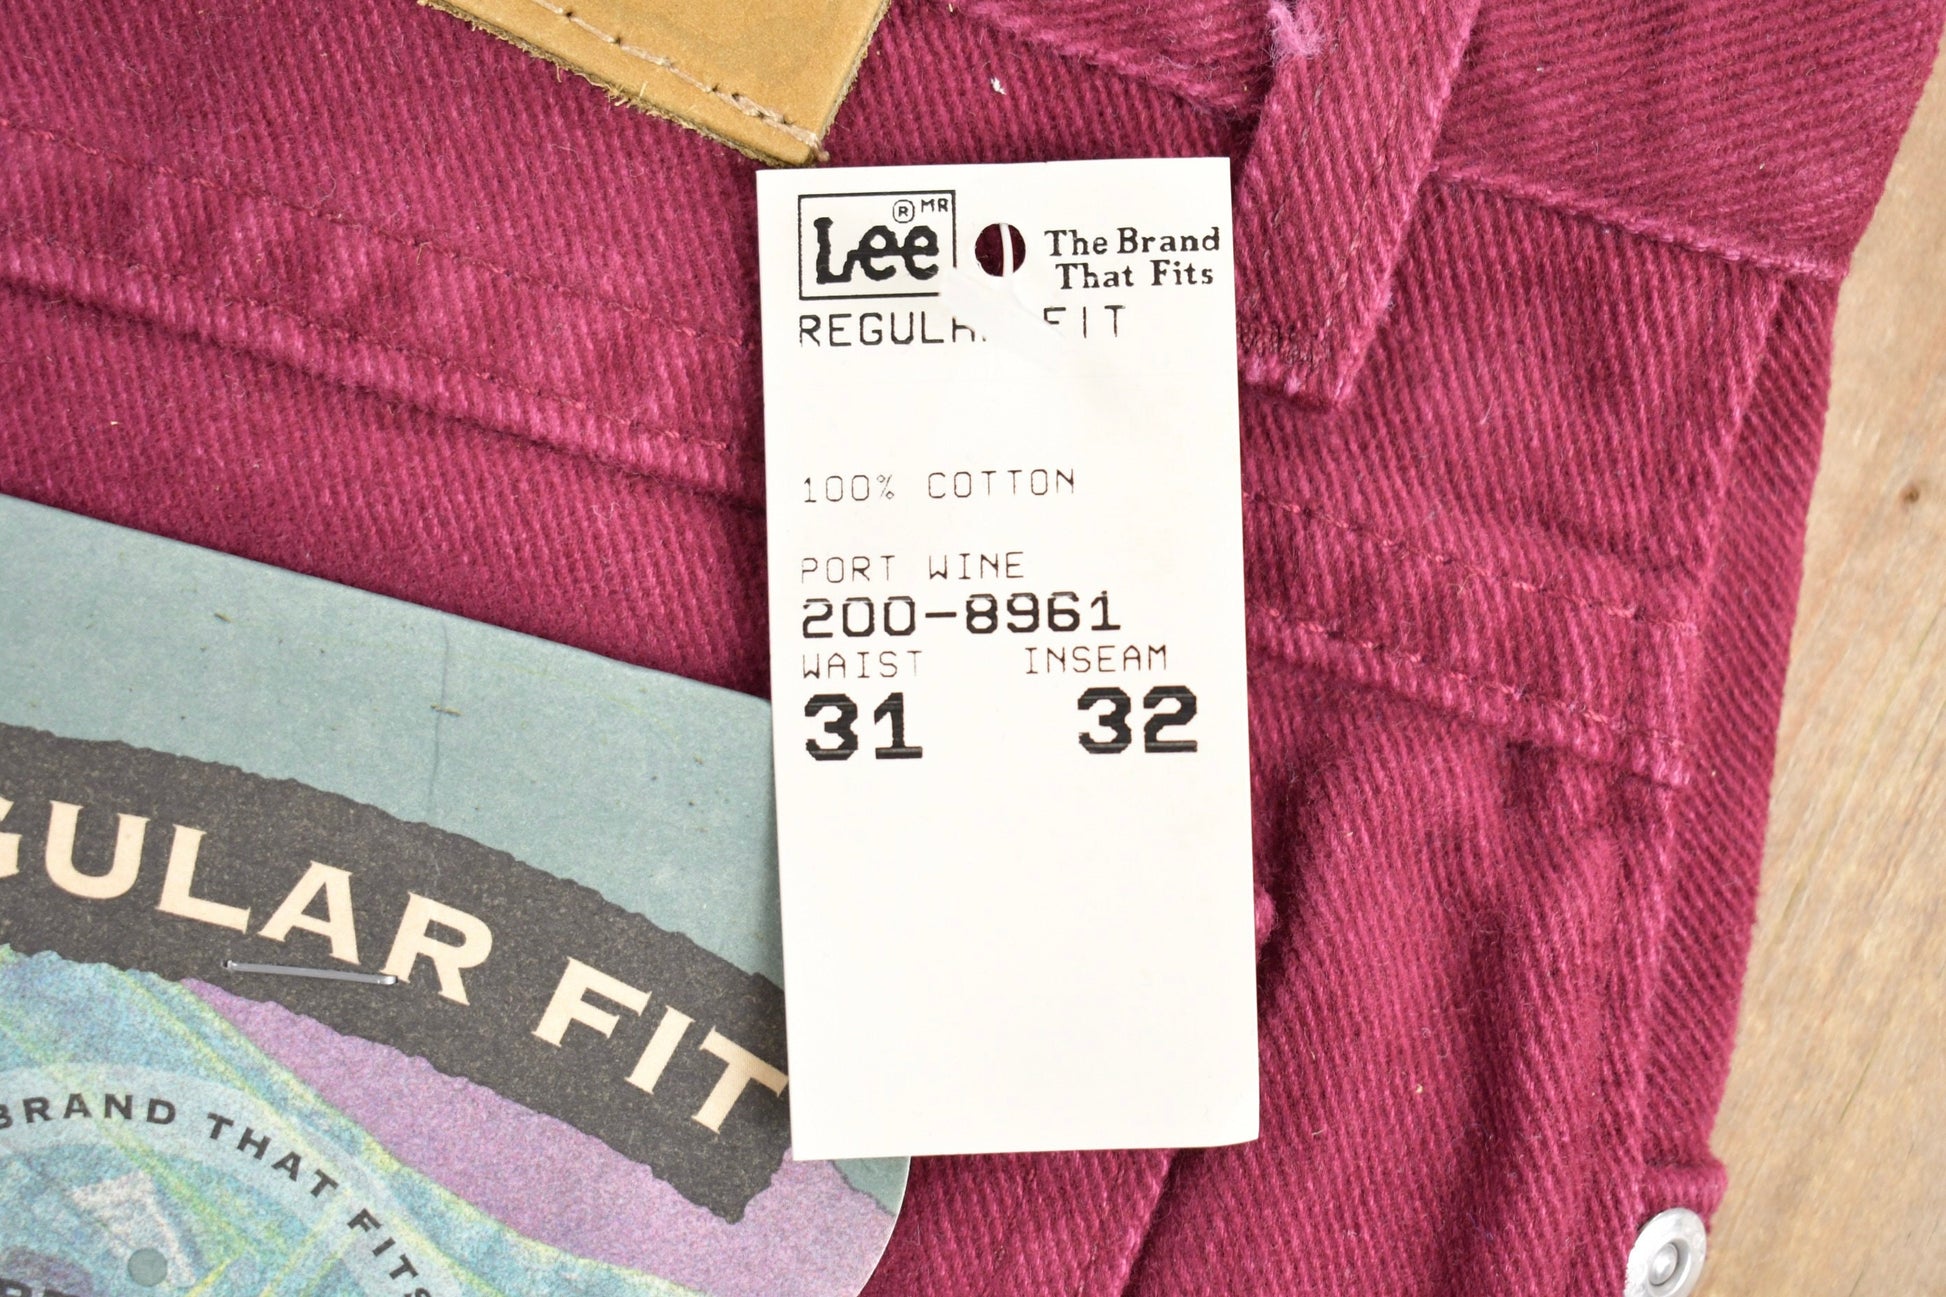 Lee ® MR
The Brand
That Fits
REGULAR FIT
100% COTTON
PORT WINE
200-8961
WAIST INSEAM
31 32
GULAR FIT
BRAND THAT FITS